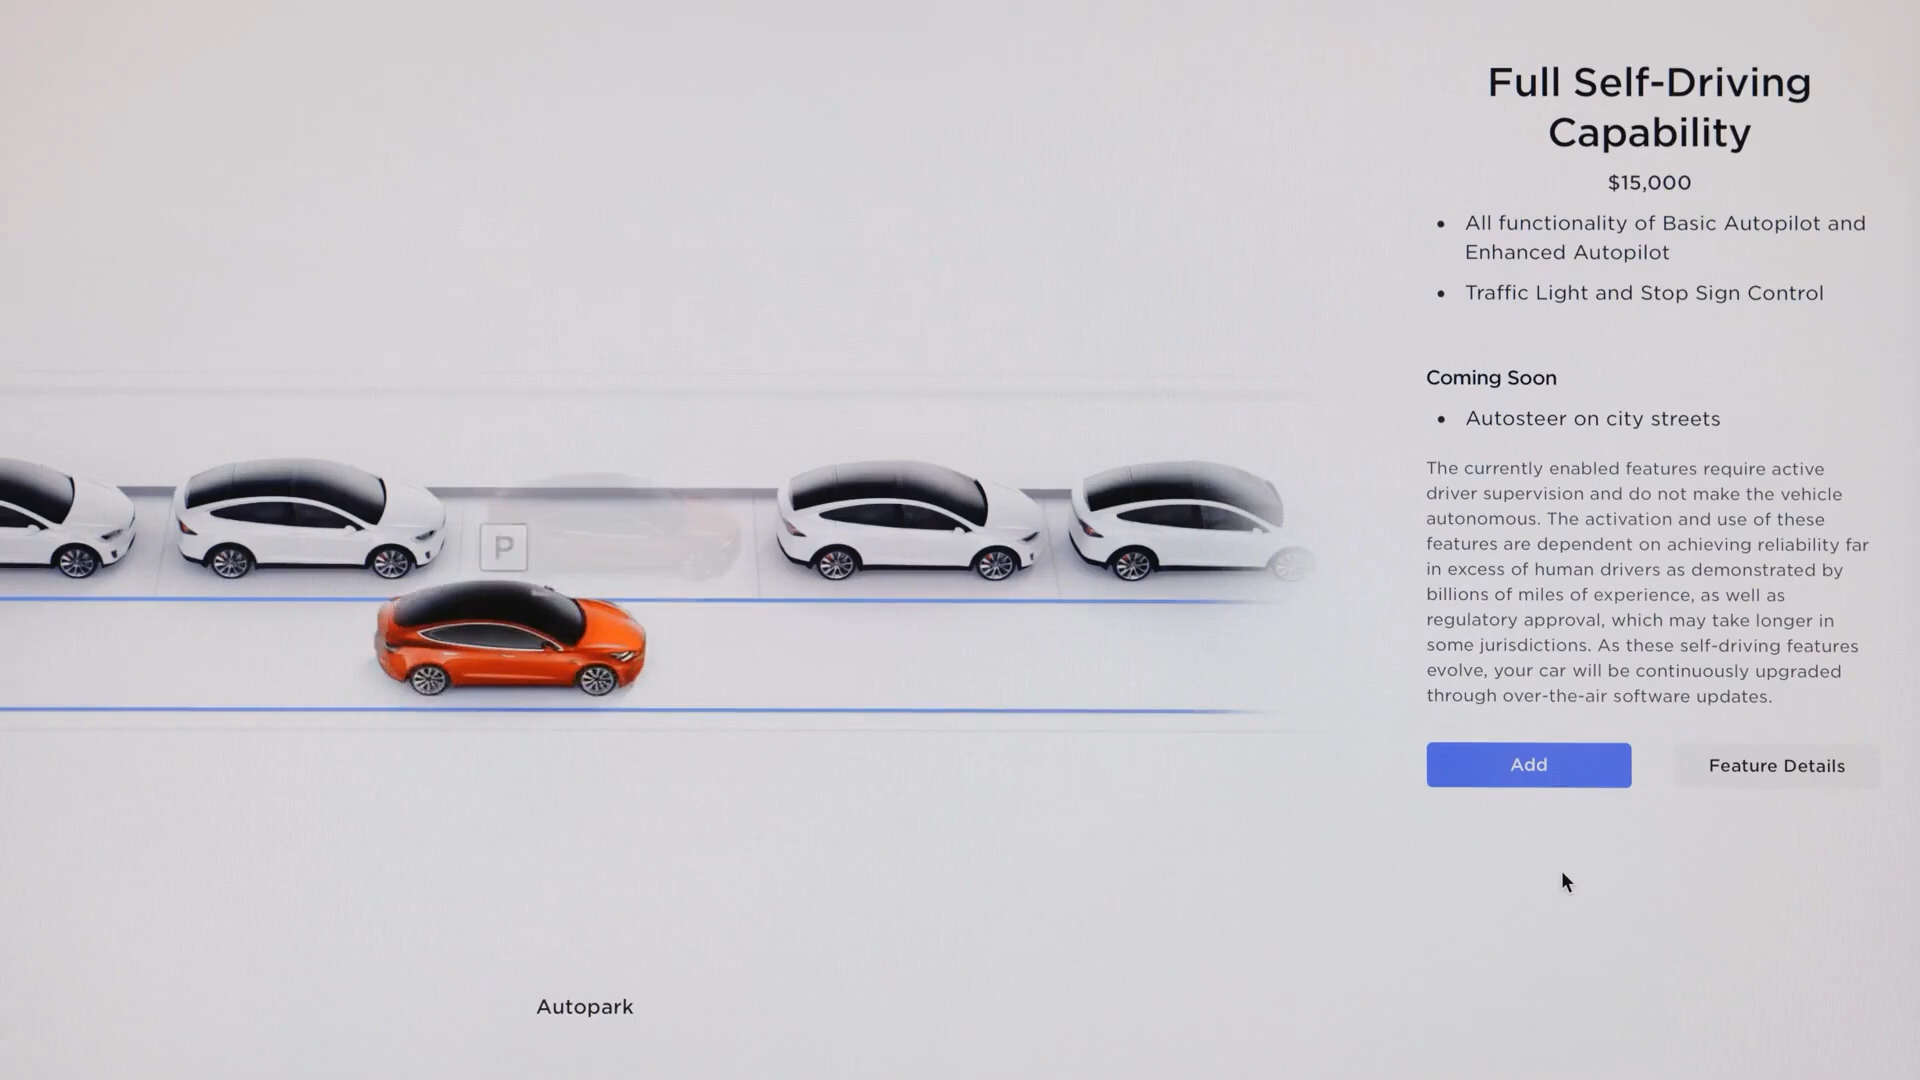 Full Self-Driving
Capability
$15,000
• All functionality of Basic Autopilot and
Enhanced Autopilot
• Traffic Light and Stop Sign Control
Coming Soon
• Autosteer on city streets
The currently enabled features require active
driver supervision and do not make the vehicle
autonomous. The activation and use of these
features are dependent on achieving reliability far
in excess of human drivers as demonstrated by
billions of miles of experience, as well as
regulatory approval, which may take longer in
some jurisdictions. As these self-driving features
evolve, your car will be continuously upgraded
through over-the-air software updates.
Add
Feature Details
P
Autopark